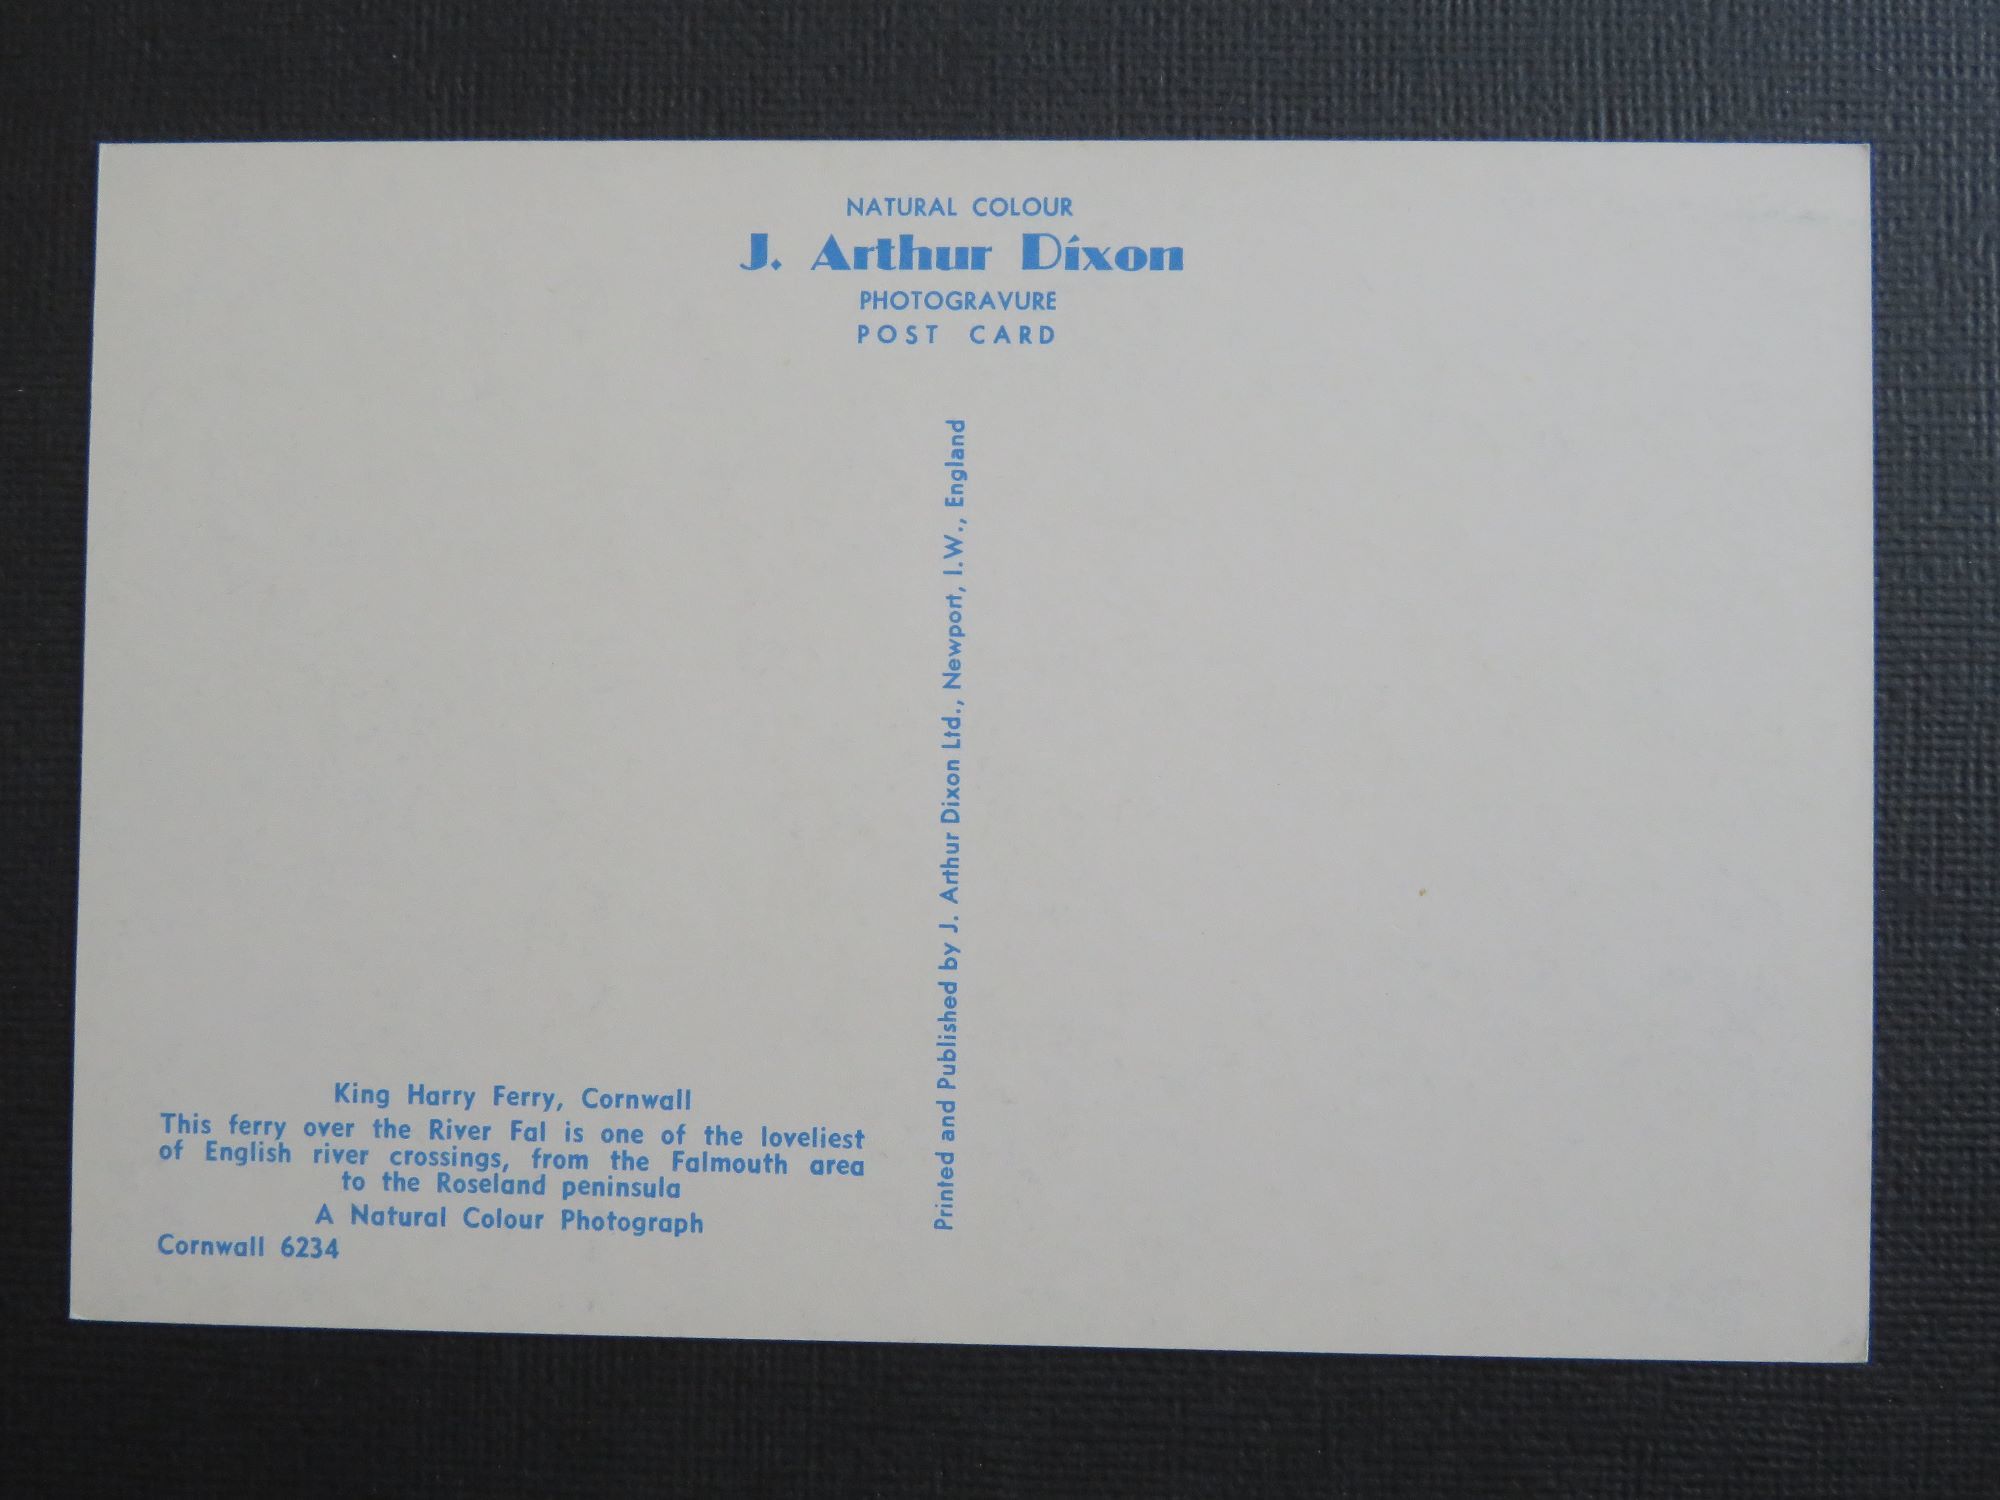 NATURAL COLOUR
J. Arthur Dixon
PHOTOGRAVURE
POST CARD
Printed and Published by J. Arthur Dixon Ltd., Newport, I.W., England
King Harry Ferry, Cornwall
This ferry over the River Fal is one of the loveliest
of English river crossings, from the Falmouth area
to the Roseland peninsula
A Natural Colour Photograph
Cornwall 6234